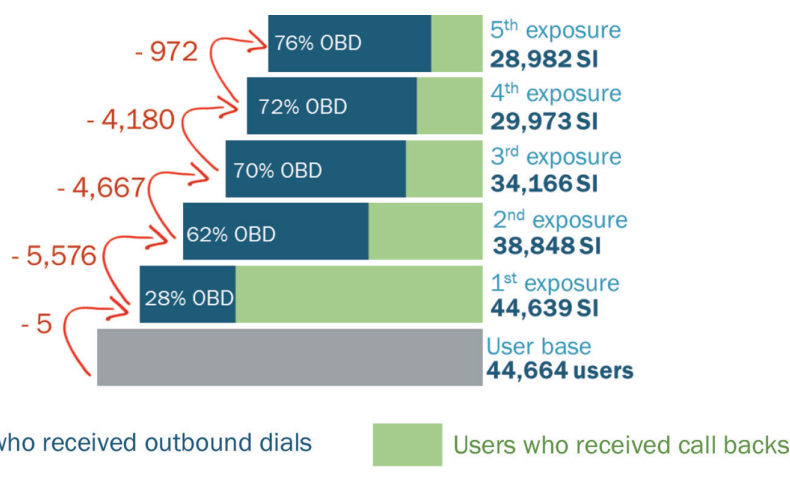 - 972
76% OBD
5th exposure
28,982 SI
- 4,180
72% OBD
4th exposure
29,973 SI
- 4,667
70% OBD
3rd exposure
34,166 SI
- 5,576
62% OBD
2nd exposure
38,848 SI
- 5
28% OBD
1st exposure
44,639 SI
User base
44,664 users
who received outbound dials
Users who received call backs